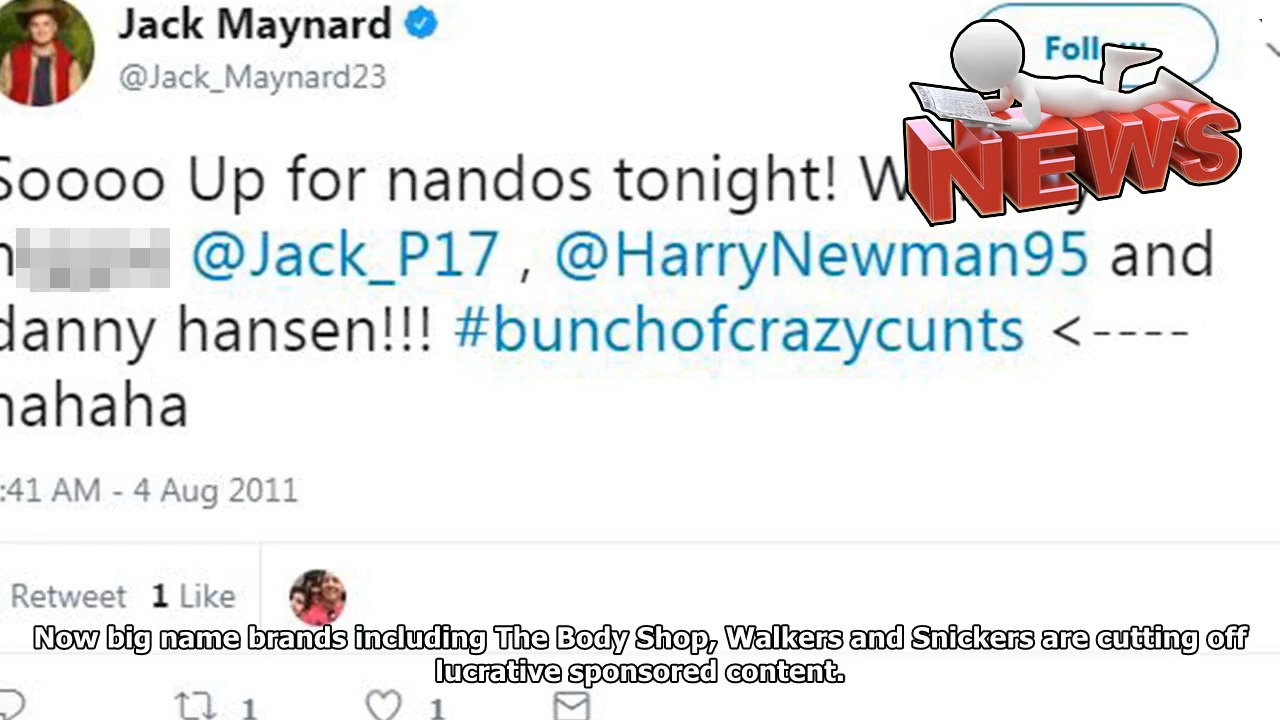 Jack Maynard
@Jack_Maynard23
Soooo Up for nandos tonight!
@Jack_P17 , @HarryNewman95 and
danny hansen!!! #bunchofcrazycunts <----
hahaha
:41 AM - 4 Aug 2011
Retweet 1 Like
1 1
NEWS
Now big name brands including The Body Shop, Walkers and Snickers are cutting off
lucrative sponsored content.